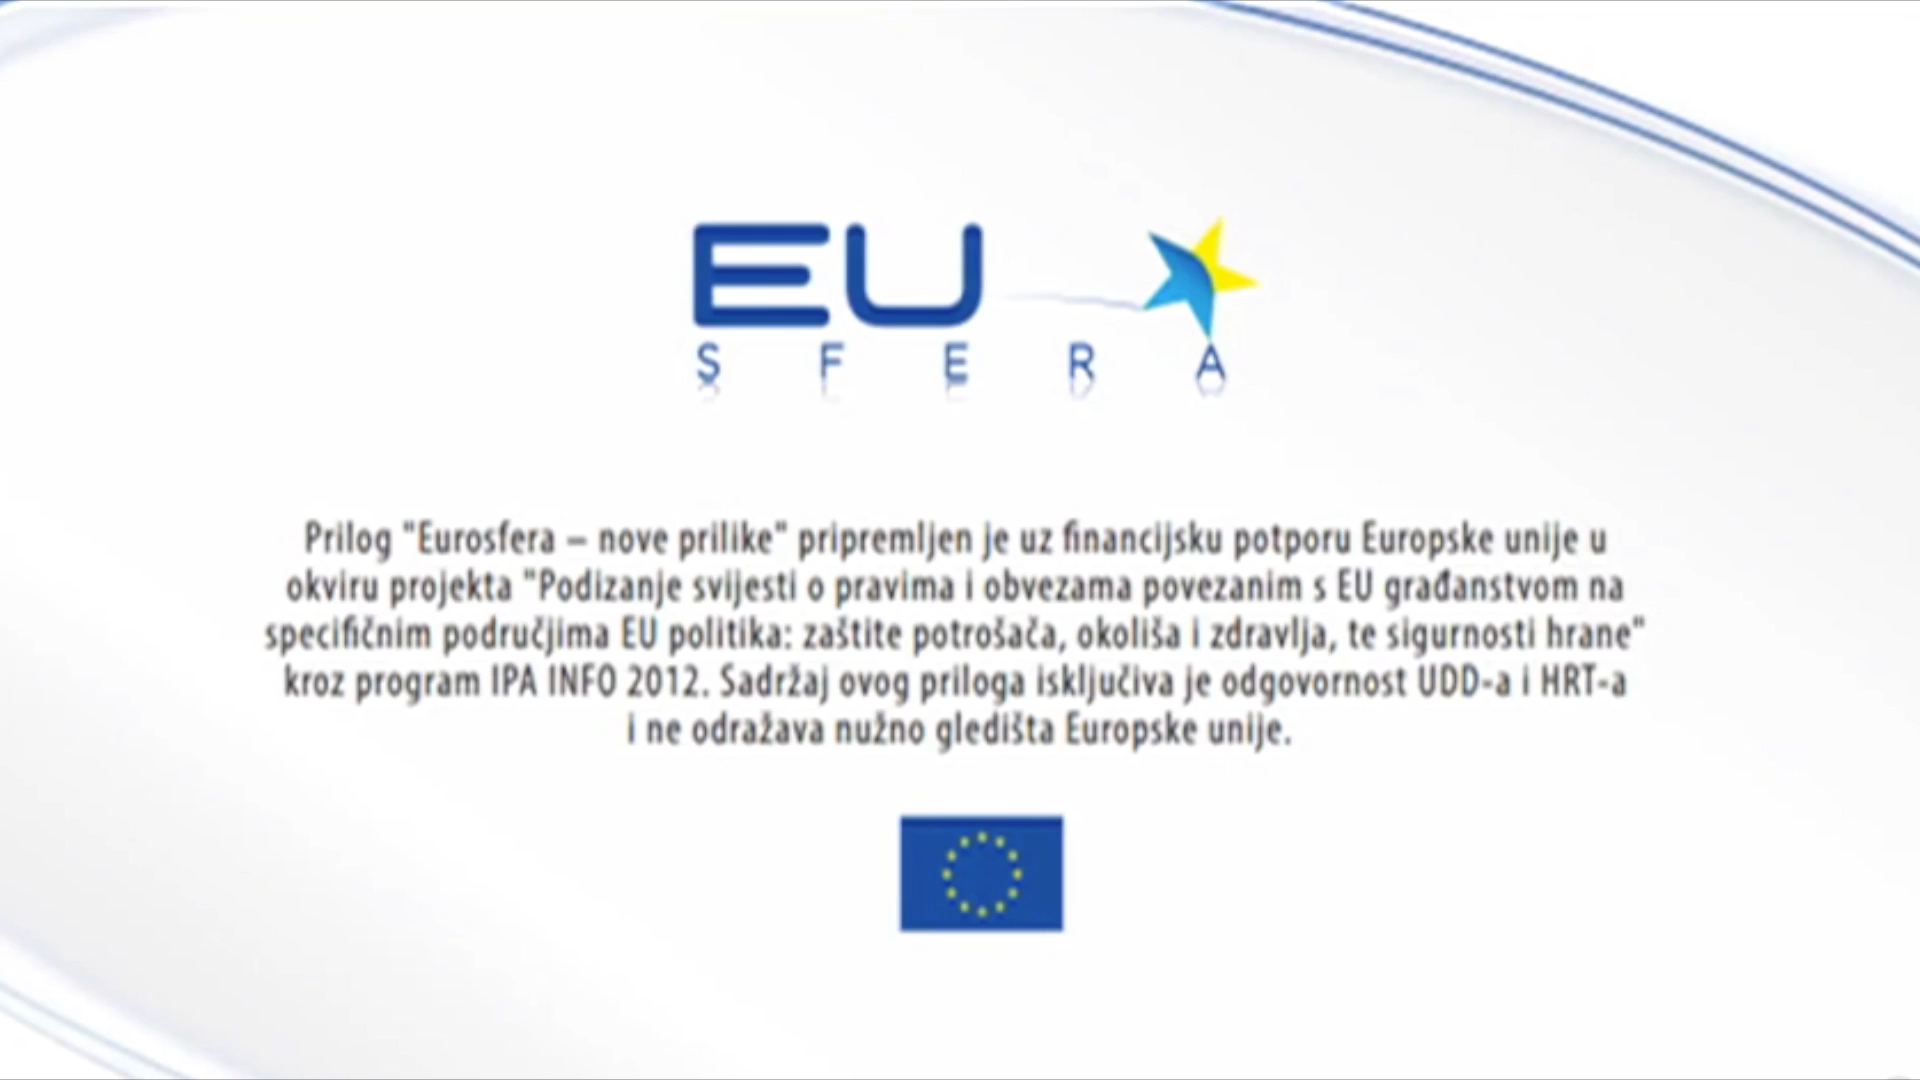 EU
SFERA
Prilog "Eurosfera – nove prilike" pripremljen je uz financijsku potporu Europske unije u
okviru projekta "Podizanje svijesti o pravima i obvezama povezanim s EU građanstvom na
specifičnim područjima EU politika: zaštite potrošača, okoliša i zdravlja, te sigurnosti hrane"
kroz program IPA INFO 2012. Sadržaj ovog priloga isključiva je odgovornost UDD-a i HRT-a
i ne odražava nužno gledišta Europske unije.